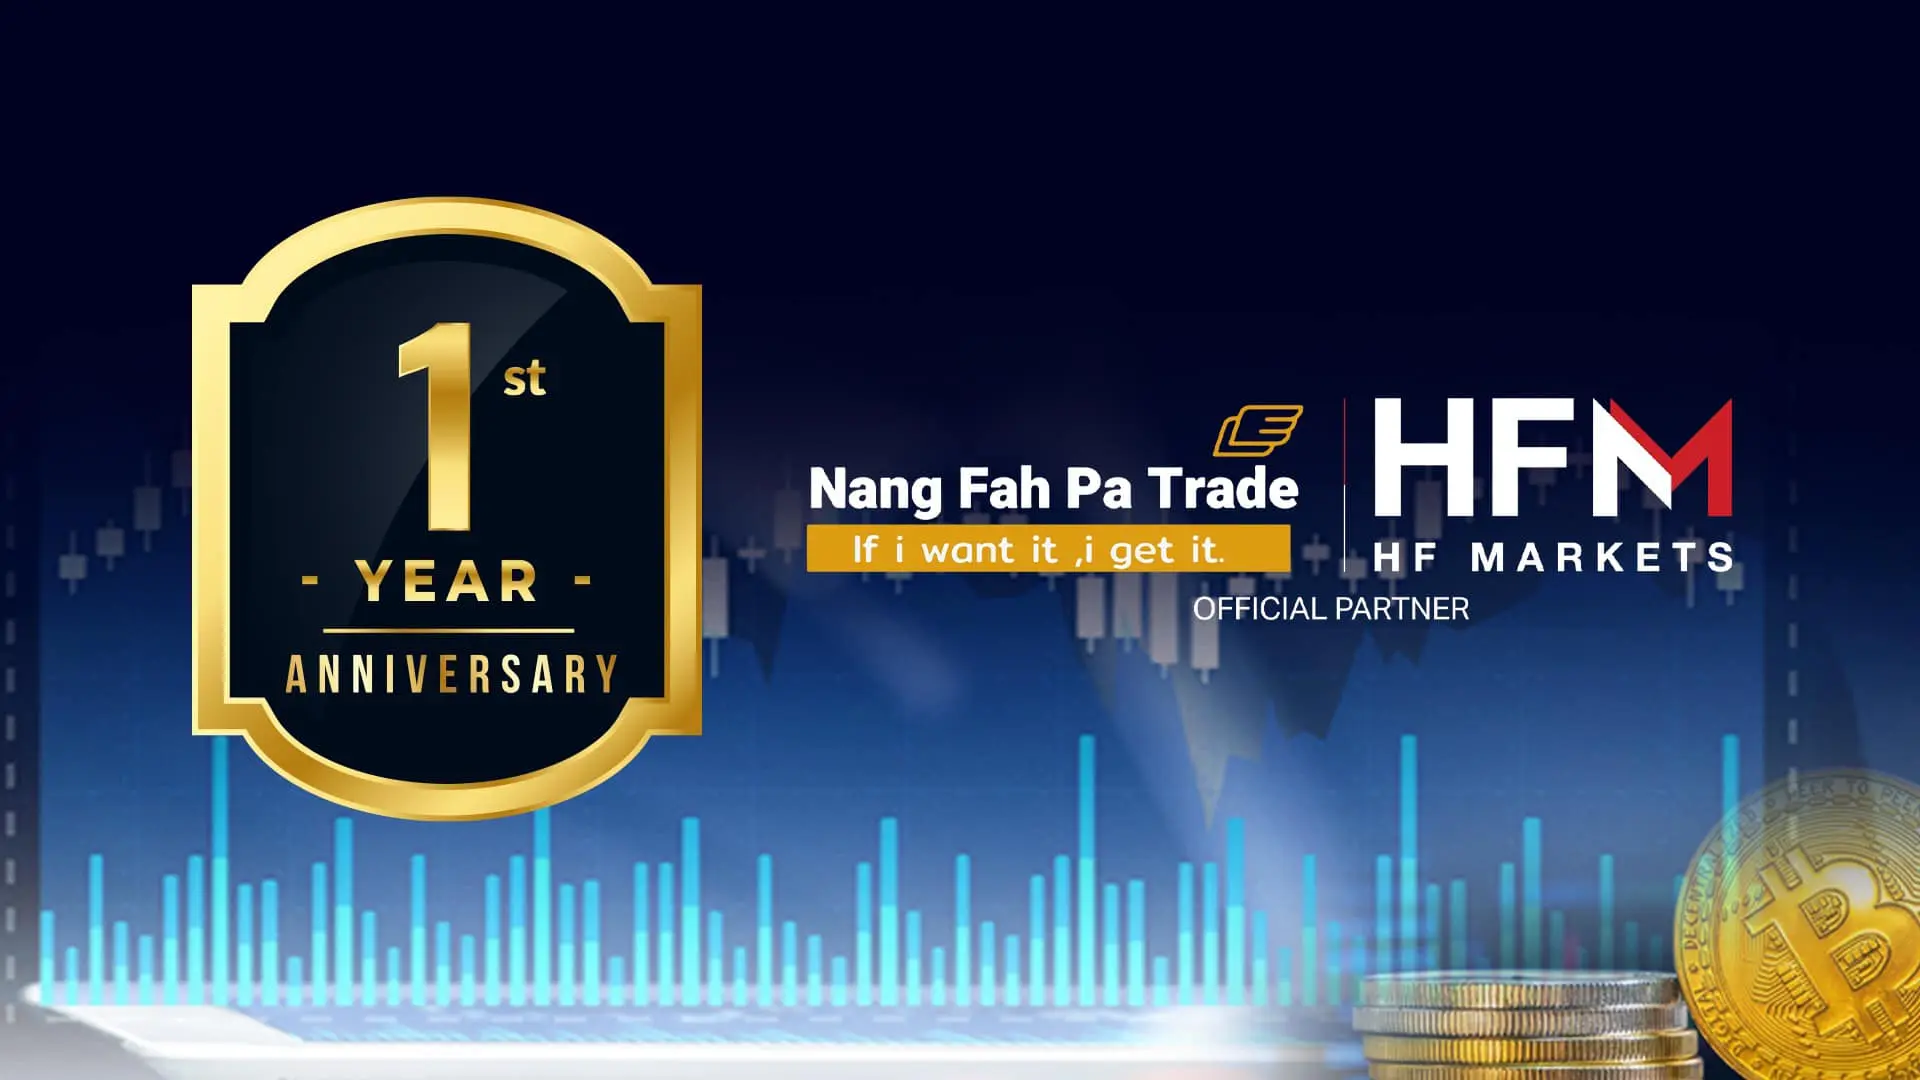 1st
- YEAR -
ANNIVERSARY
Nang Fah Pa Trade
If i want it ,i get it.
HFM
HF MARKETS
OFFICIAL PARTNER